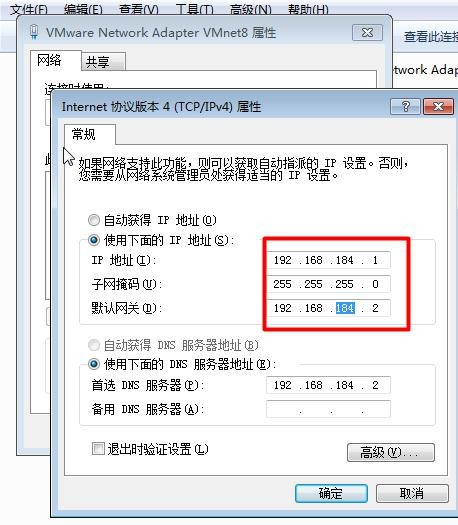 文件(F) 编辑(E) 查看(V) 工具(T) 高级(N) 帮助(H)
VMware Network Adapter VMnet8 属性
查看此连接
网络 共享
连接时使用:
twork Adap
Internet 协议版本 4 (TCP/IPv4) 属性
常规
如果网络支持此功能，则可以获取自动指派的 IP 设置。否则，
您需要从网络系统管理员处获得适当的 IP 设置。
自动获得 IP 地址(O)
使用下面的 IP 地址(S):
IP 地址(I): 192 .168 .184 . 1
子网掩码(U): 255 .255 .255 . 0
默认网关(D): 192 .168 .184 . 2
自动获得 DNS 服务器地址(B)
使用下面的 DNS 服务器地址(E):
首选 DNS 服务器(P): 192 .168 .184 . 2
备用 DNS 服务器(A): . . .
退出时验证设置(L)
高级(V)...
确定 取消